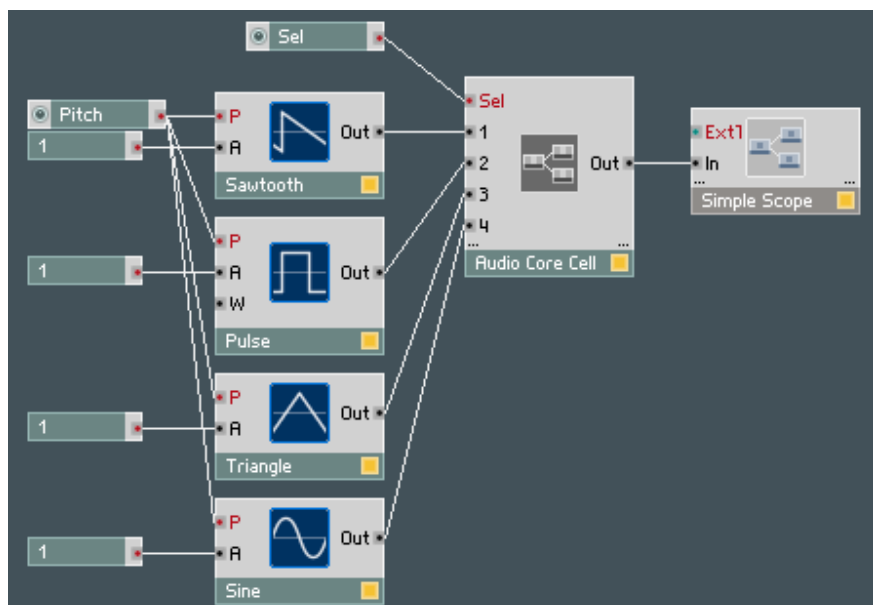 Sel
Pitch
1
P
A
Out
Sawtooth
1
P
A
W
Out
Pulse
1
P
A
Out
Triangle
1
P
A
Out
Sine
Sel
1
2
3
4
...
...
Out
Audio Core Cell
Ext1
In
...
...
Simple Scope